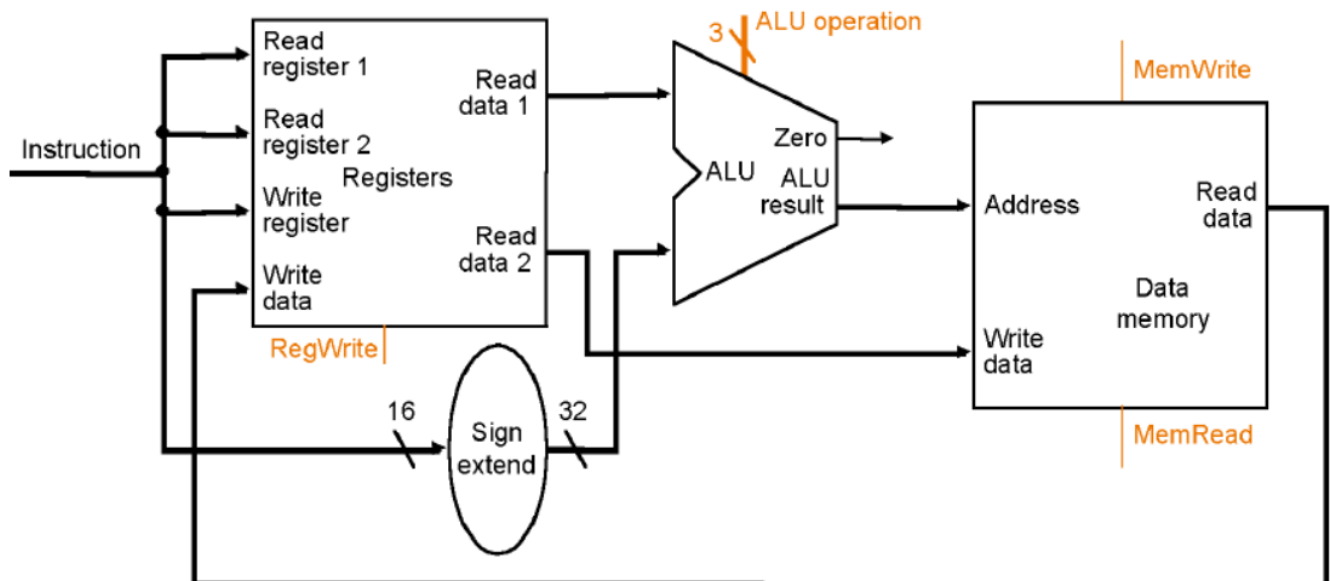 Instruction
Read
register 1
Read
register 2
Registers
Write
register
Write
data
Read
data 1
Read
data 2
RegWrite
16
Sign
extend
32
3
ALU operation
Zero
ALU
ALU
result
MemWrite
Address
Read
data
Data
memory
Write
data
MemRead